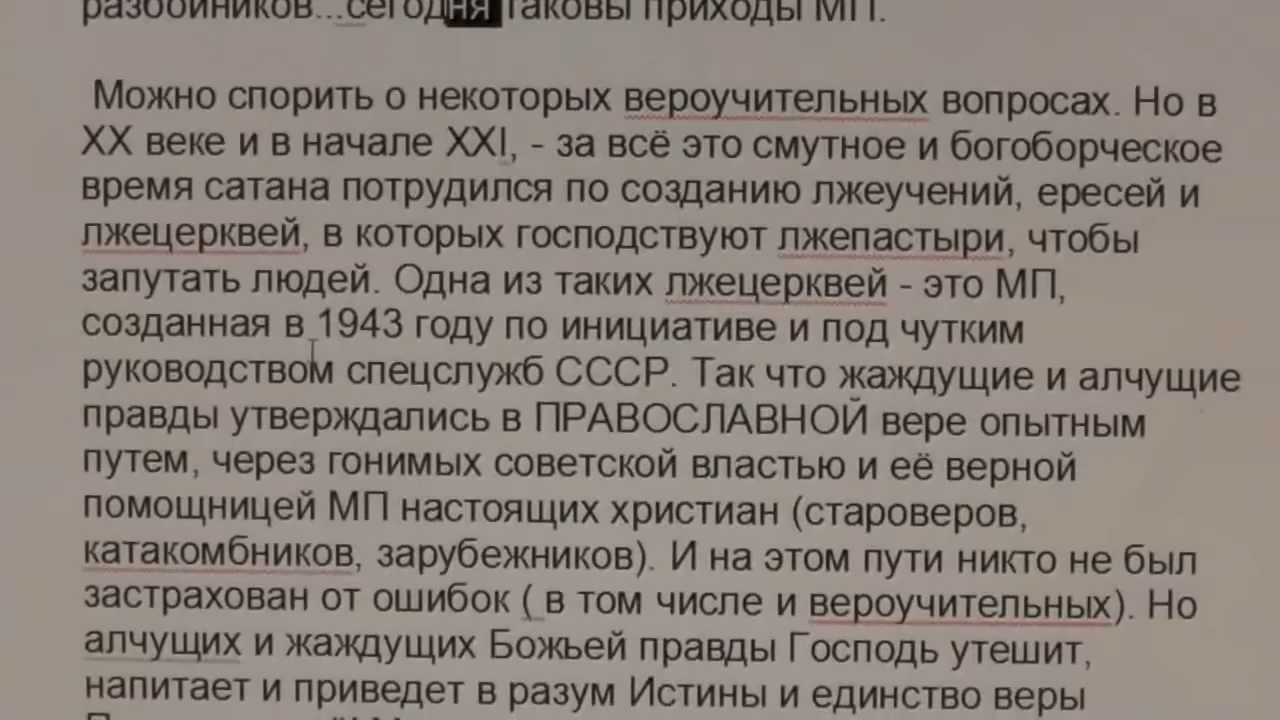 разбойников...сегодня таковы приходы МП.
Можно спорить о некоторых вероучительных вопросах. Но в
ХХ веке и в начале XXI, - за всё это смутное и богоборческое
время сатана потрудился по созданию лжеучений, ересей и
лжецерквей, в которых господствуют лжепастыри, чтобы
запутать людей. Одна из таких лжецерквей - это МП,
созданная в 1943 году по инициативе и под чутким
руководством спецслужб СССР. Так что жаждущие и алчущие
правды утверждались в ПРАВОСЛАВНОЙ вере опытным
путем, через гонимых советской властью и её верной
помощницей МП настоящих христиан (староверов,
катакомбников, зарубежников). И на этом пути никто не был
застрахован от ошибок ( в том числе и вероучительных). Но
алчущих и жаждущих Божьей правды Господь утешит,
напитает и приведет в разум Истины и единство веры